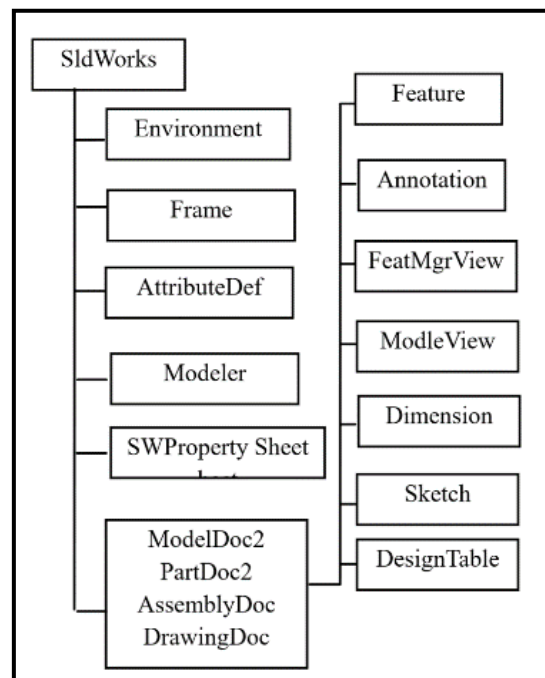 SldWorks
Environment
Frame
AttributeDef
Modeler
SWProperty Sheet
ModelDoc2
PartDoc2
AssemblyDoc
DrawingDoc
Feature
Annotation
FeatMgrView
ModleView
Dimension
Sketch
DesignTable